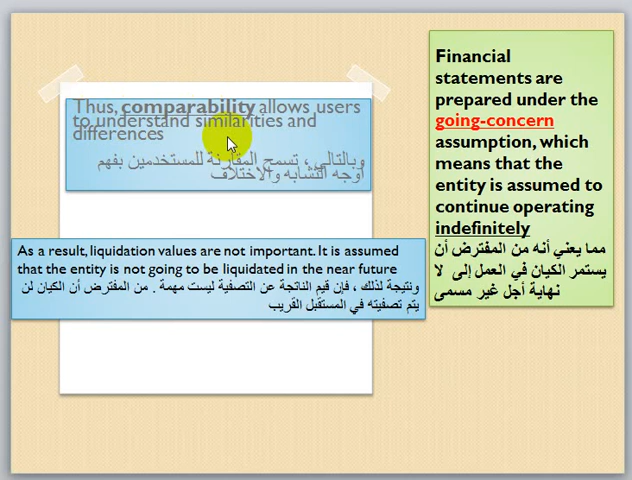 Thus, comparability allows users
to understand similarities and
differences
وبالتالي ، تسمح المقارنة للمستخدمين بفهم
أوجه التشابه والاختلاف
As a result, liquidation values are not important. It is assumed
that the entity is not going to be liquidated in the near future
ونتيجة لذلك ، فإن قيم الناتجة عن التصفية ليست مهمة . من المفترض أن الكيان لن
يتم تصفيته في المستقبل القريب
Financial
statements are
prepared under the
going-concern
assumption, which
means that the
entity is assumed to
continue operating
indefinitely
مما يعني أنه من المفترض أن
يستمر الكيان في العمل إلى لا
نهاية أجل غير مسمى